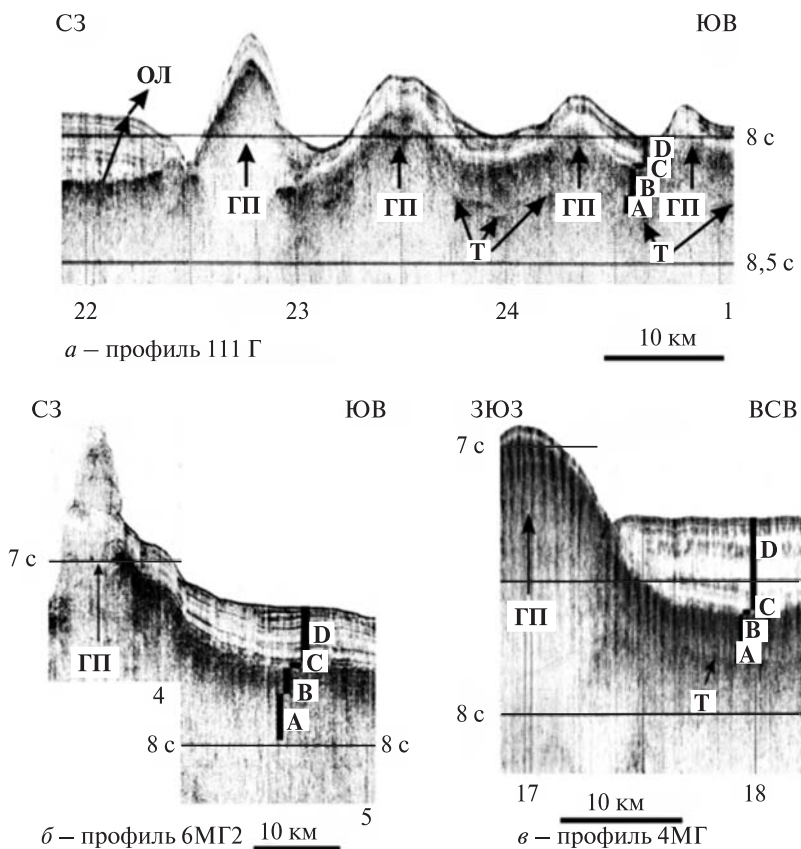 СЗ ЮВ
ОЛ
8 с
D
C
ГП ГП B ГП
A ГП
Т Т
8,5 с
22 23 24 1
а – профиль 111 Г 10 км
СЗ ЮВ
7 с
D
ГП C
B
4 A
8 с
5
б – профиль 6МГ2 10 км
ЗЮЗ ВСВ
7 с
D
ГП C
B
A
Т
8 с
17 18
10 км
в – профиль 4МГ